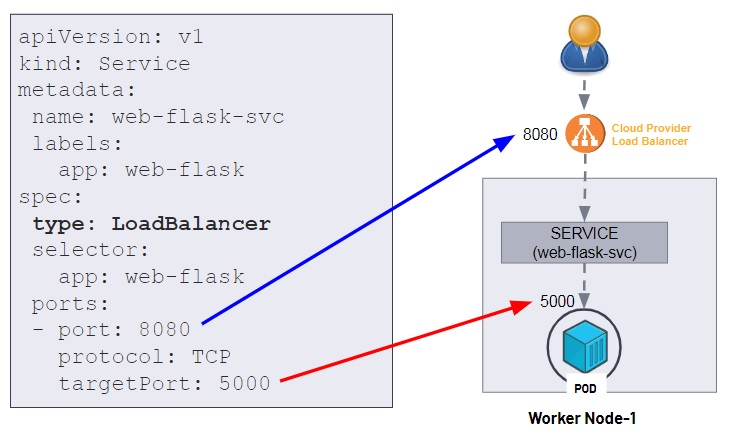 apiVersion: v1
kind: Service
metadata:
 name: web-flask-svc
 labels:
   app: web-flask
spec:
 type: LoadBalancer
 selector:
   app: web-flask
 ports:
 - port: 8080
   protocol: TCP
   targetPort: 5000
8080
Cloud Provider
Load Balancer
SERVICE
(web-flask-svc)
5000
POD
Worker Node-1